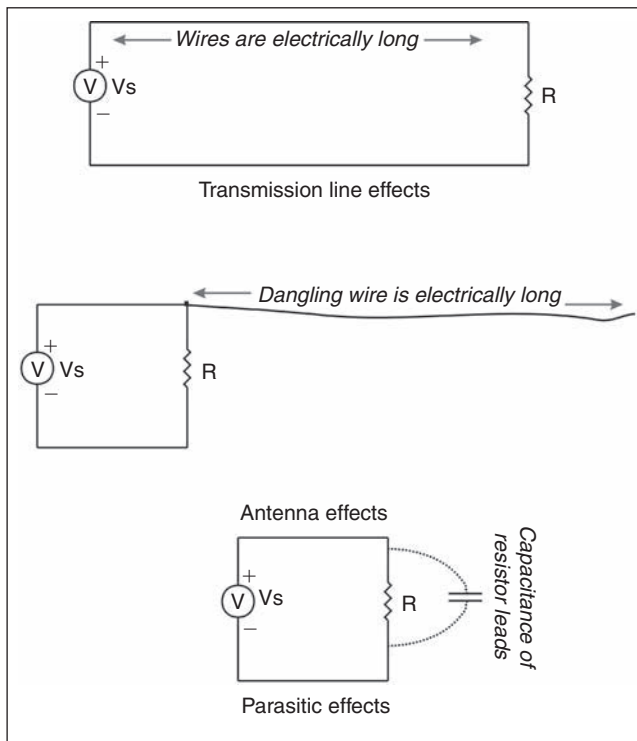 Wires are electrically long
+
V Vs
R
–
Transmission line effects
Dangling wire is electrically long
+
V Vs
R
–
Antenna effects
+
V Vs
R
–
Capacitance of
resistor leads
Parasitic effects